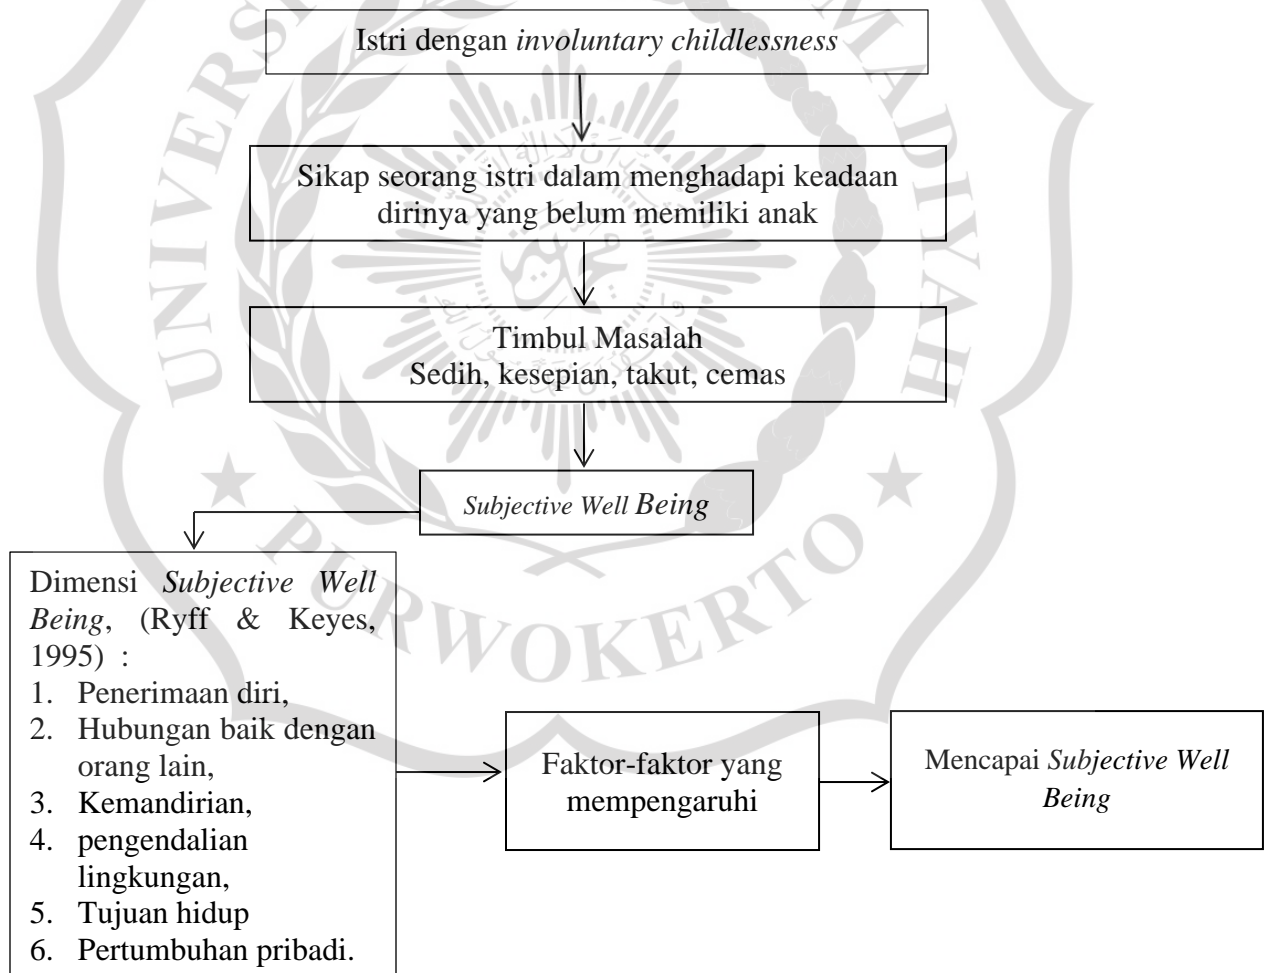 Istri dengan involuntary childlessness
Sikap seorang istri dalam menghadapi keadaan
dirinya yang belum memiliki anak
Timbul Masalah
Sedih, kesepian, takut, cemas
Subjective Well Being
Dimensi Subjective Well
Being, (Ryff & Keyes,
1995) :
1. Penerimaan diri,
2. Hubungan baik dengan
orang lain,
3. Kemandirian,
4. pengendalian
lingkungan,
5. Tujuan hidup
6. Pertumbuhan pribadi.
Faktor-faktor yang
mempengaruhi
Mencapai Subjective Well
Being
PURWOKERTO